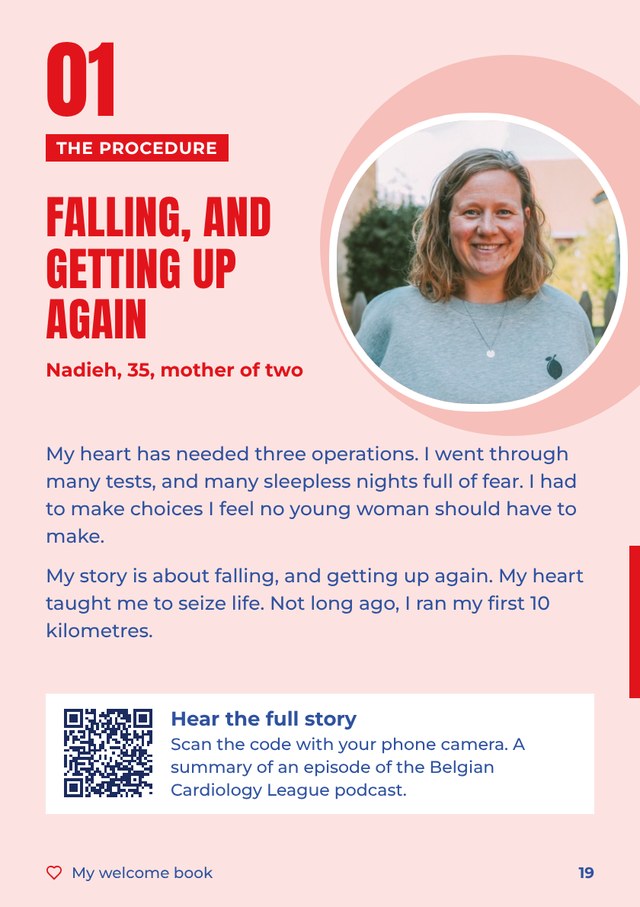 01
THE PROCEDURE
FALLING, AND
GETTING UP
AGAIN
Nadieh, 35, mother of two
My heart has needed three operations. I went through
many tests, and many sleepless nights full of fear. I had
to make choices I feel no young woman should have to
make.
My story is about falling, and getting up again. My heart
taught me to seize life. Not long ago, I ran my first 10
kilometres.
Hear the full story
Scan the code with your phone camera. A
summary of an episode of the Belgian
Cardiology League podcast.
My welcome book
19